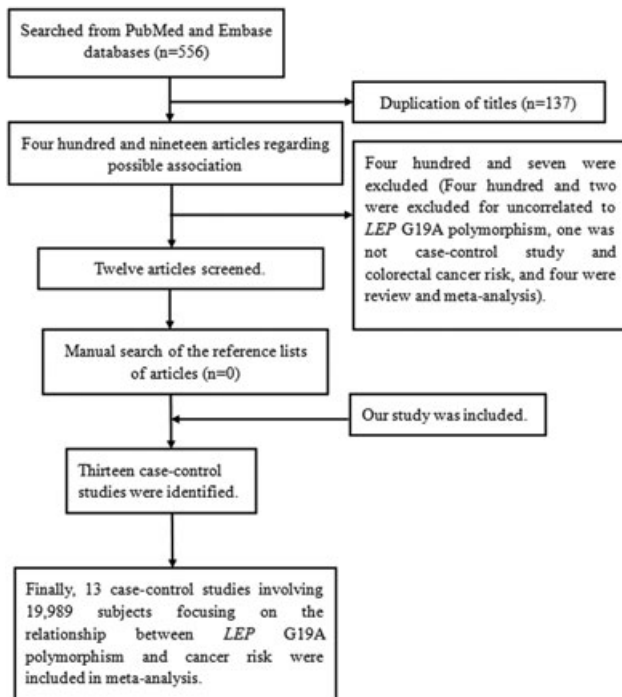 Searched from PubMed and Embase
databases (n=556)
Duplication of titles (n=137)
Four hundred and nineteen articles regarding
possible association
Four hundred and seven were
excluded (Four hundred and two
were excluded for uncorrelated to
LEP G19A polymorphism, one was
not case-control study and
colorectal cancer risk, and four were
review and meta-analysis).
Twelve articles screened.
Manual search of the reference lists
of articles (n=0)
Our study was included.
Thirteen case-control
studies were identified.
Finally, 13 case-control studies involving
19,989 subjects focusing on the
relationship between LEP G19A
polymorphism and cancer risk were
included in meta-analysis.